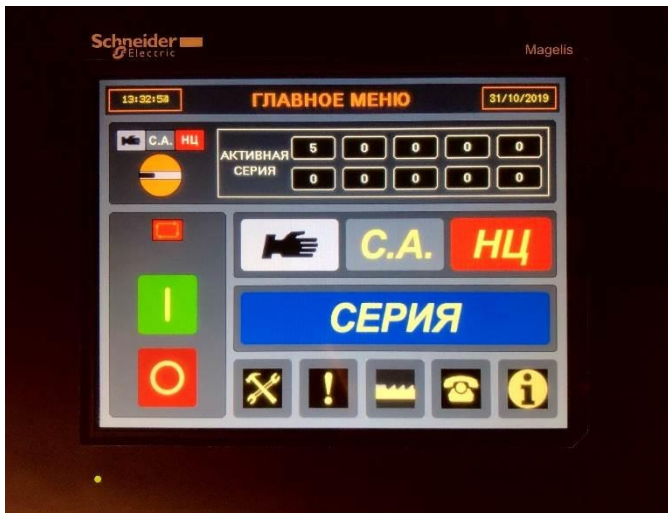 Schneider
Electric
Magelis
13:32:50
ГЛАВНОЕ МЕНЮ
31/10/2019
С.А. НЦ
АКТИВНАЯ
СЕРИЯ
5 0 0 0 0
0 0 0 0 0
С.А.
НЦ
СЕРИЯ